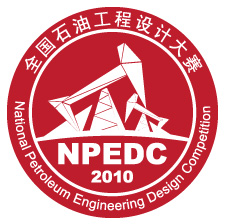 全国石油工程设计大赛
NPEDC
2010
National Petroleum Engineering Design Competition